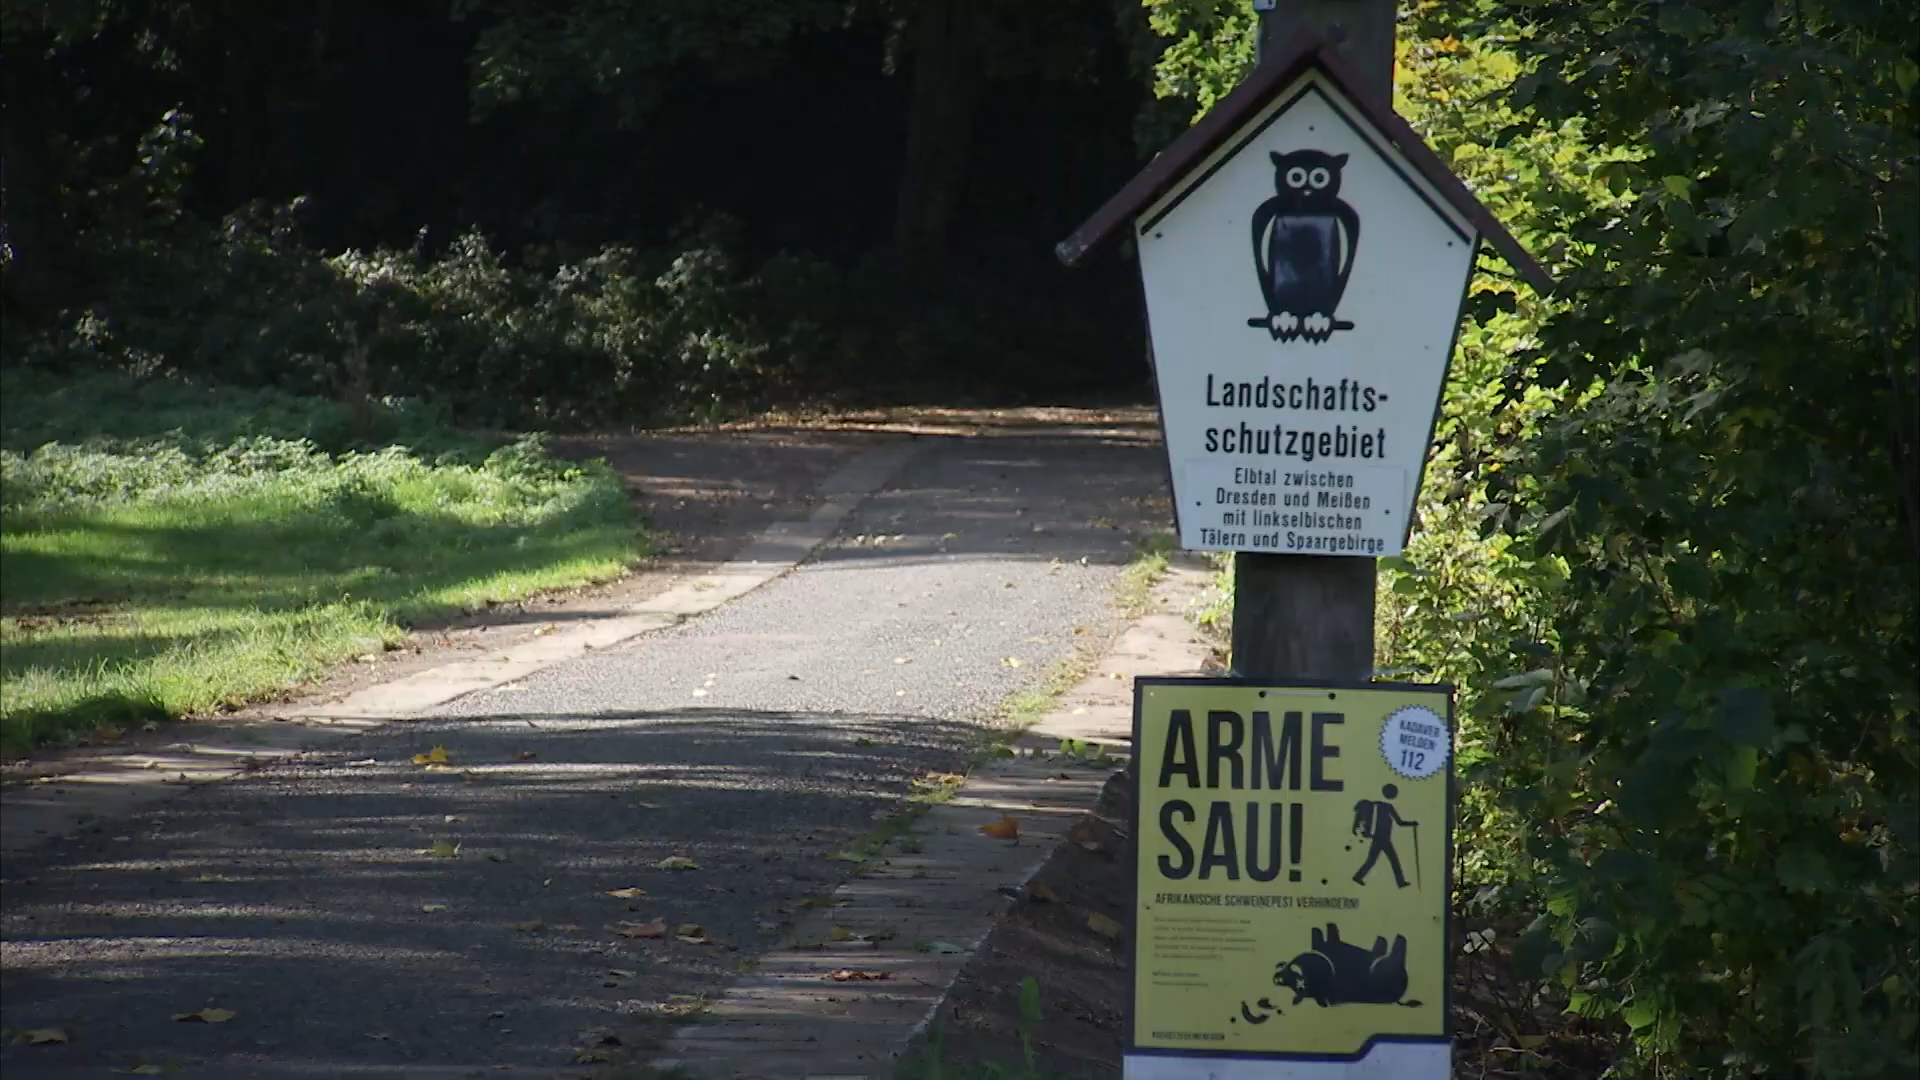 Landschafts-
schutzgebiet
Elbtal zwischen
Dresden und Meißen
mit linkselbischen
Tälern und Spaargebirge
ARME
SAU!
KADAVER
MELDEN:
112
AFRIKANISCHE SCHWEINEPEST VERHINDERN!